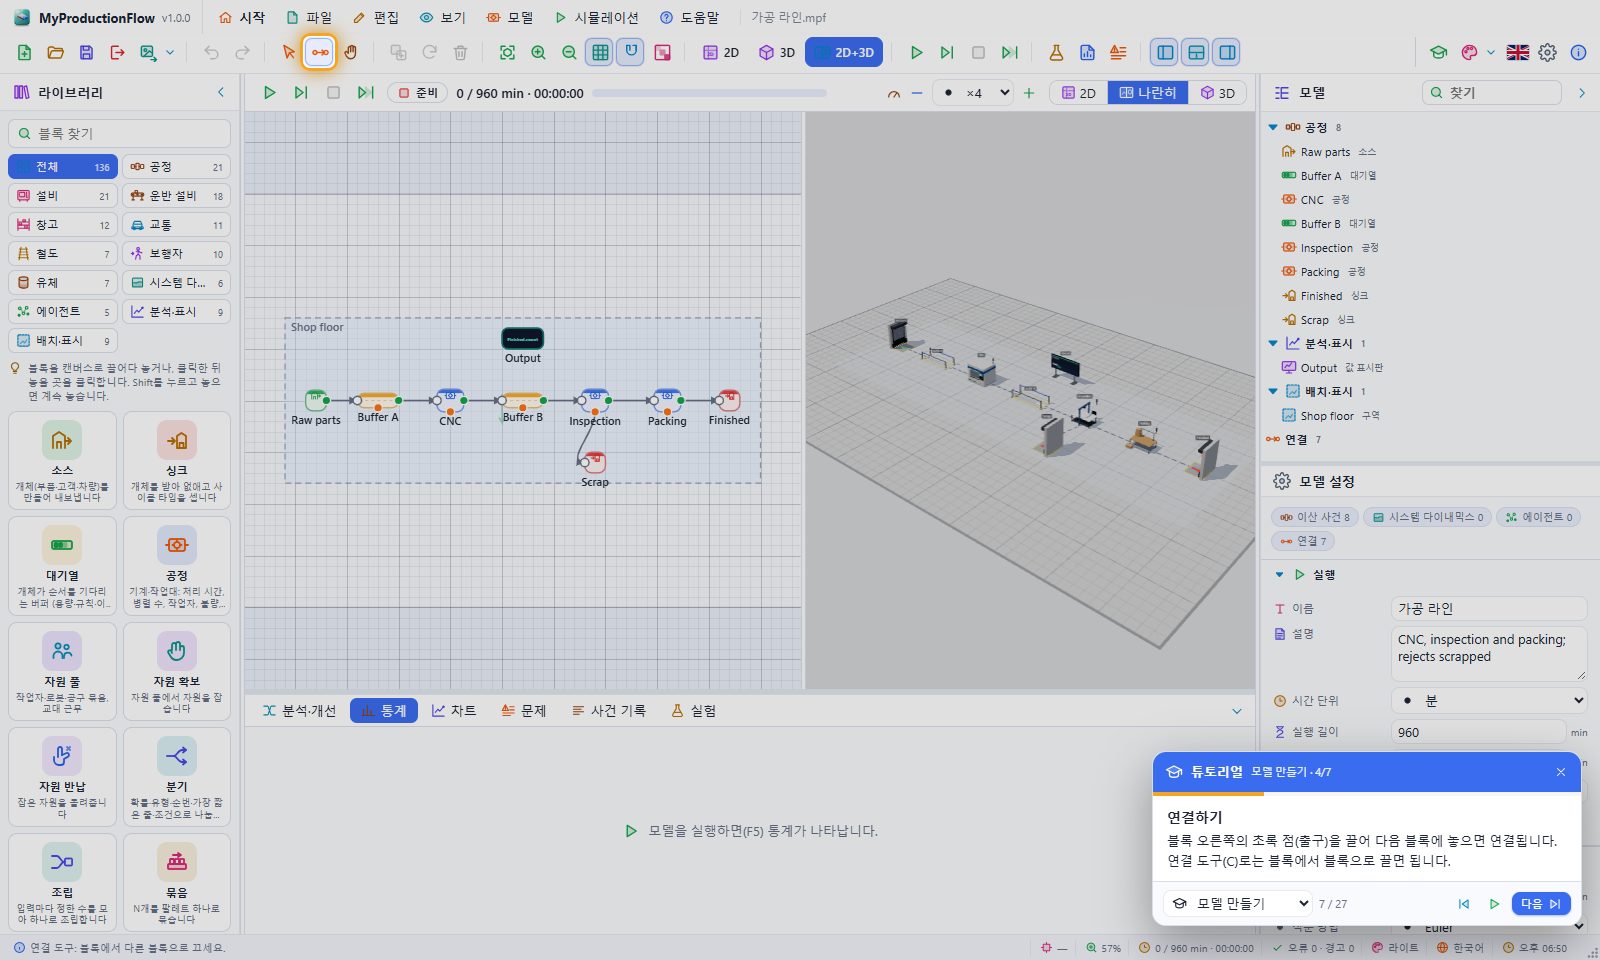 MyProductionFlow v1.0.0 시작 파일 편집 보기 모델 시뮬레이션 도움말 가공 라인.mpf
2D 3D 2D+3D
라이브러리
블록 찾기
전체 136 공정 21
설비 21 운반 설비 18
창고 12 교통 11
철도 7 보행자 10
유체 7 시스템 다... 6
에이전트 5 분석·표시 9
배치·표시 9
블록을 캔버스로 끌어다 놓거나, 클릭한 뒤
놓을 곳을 클릭합니다. Shift를 누르고 놓으
면 계속 놓습니다.
소스 싱크
개체(부품·고객·차량)를 개체를 받아 없애고 사
만들어 내보냅니다 이클 타임을 셉니다
대기열 공정
개체가 순서를 기다리 기계·작업대: 처리 시간,
는 버퍼 (용량·규칙·이... 병렬 수, 작업자, 불량,...
자원 풀 자원 확보
작업자·로봇·공구 묶음, 자원 풀에서 자원을 잡
교대 근무 습니다
자원 반납 분기
잡은 자원을 돌려줍니 확률·유형·순번·가장 짧
다 은 줄·조건으로 나눕...
조립 묶음
입력마다 정한 수를 모 N개를 팔레트 하나로
아 하나로 조립합니다 묶습니다
준비 0 / 960 min · 00:00:00 ×4 2D 나란히 3D
Shop floor
Output
Raw parts Buffer A CNC Buffer B Inspection Packing Finished
Scrap
분석·개선 통계 차트 문제 사건 기록 실험
모델을 실행하면(F5) 통계가 나타납니다.
모델 찾기
공정 8
Raw parts 소스
Buffer A 대기열
CNC 공정
Buffer B 대기열
Inspection 공정
Packing 공정
Finished 싱크
Scrap 싱크
분석·표시 1
Output 값 표시판
배치·표시 1
Shop floor 구역
연결 7
모델 설정
이산 사건 8 시스템 다이내믹스 0 에이전트 0
연결 7
실행
이름 가공 라인
설명 CNC, inspection and packing;
rejects scrapped
시간 단위 분
실행 길이 960 min
튜토리얼 모델 만들기 · 4/7
연결하기
블록 오른쪽의 초록 점(출구)을 끌어 다음 블록에 놓으면 연결됩니다.
연결 도구(C)로는 블록에서 블록으로 끌면 됩니다.
모델 만들기 7 / 27 다음
Euler
연결 도구: 블록에서 다른 블록으로 끄세요. — 57% 0 / 960 min · 00:00:00 오류 0 · 경고 0 라이트 한국어 오후 06:50